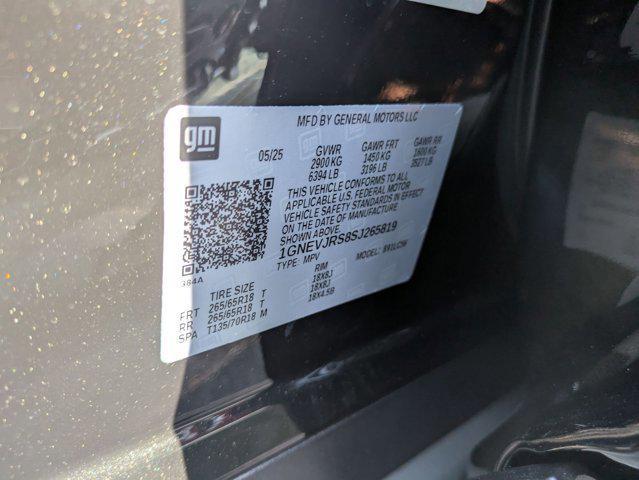 gm
MFD BY GENERAL MOTORS LLC
05/25 GVWR GAWR FRT GAWR RR
2900 KG 1450 KG 1600 KG
6394 LB 3196 LB 3527 LB
THIS VEHICLE CONFORMS TO ALL
APPLICABLE U.S. FEDERAL MOTOR
VEHICLE SAFETY STANDARDS IN EFFECT
ON THE DATE OF MANUFACTURE
SHOWN ABOVE.
1GNEVJRS8SJ265819
TYPE: MPV MODEL:
384A
TIRE SIZE RIM
FRT 265/65R18 T 18X8J
RR 265/65R18 T 18X8J
SPA T135/70R18 M 18X4.5B